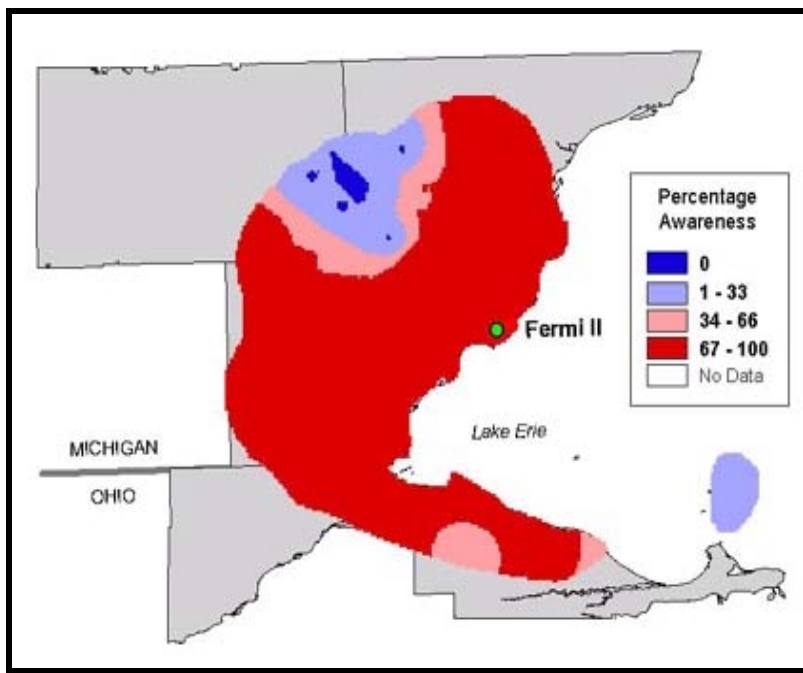 Percentage
Awareness
0
1 - 33
34 - 66
67 - 100
No Data
Fermi II
Lake Erie
MICHIGAN
OHIO